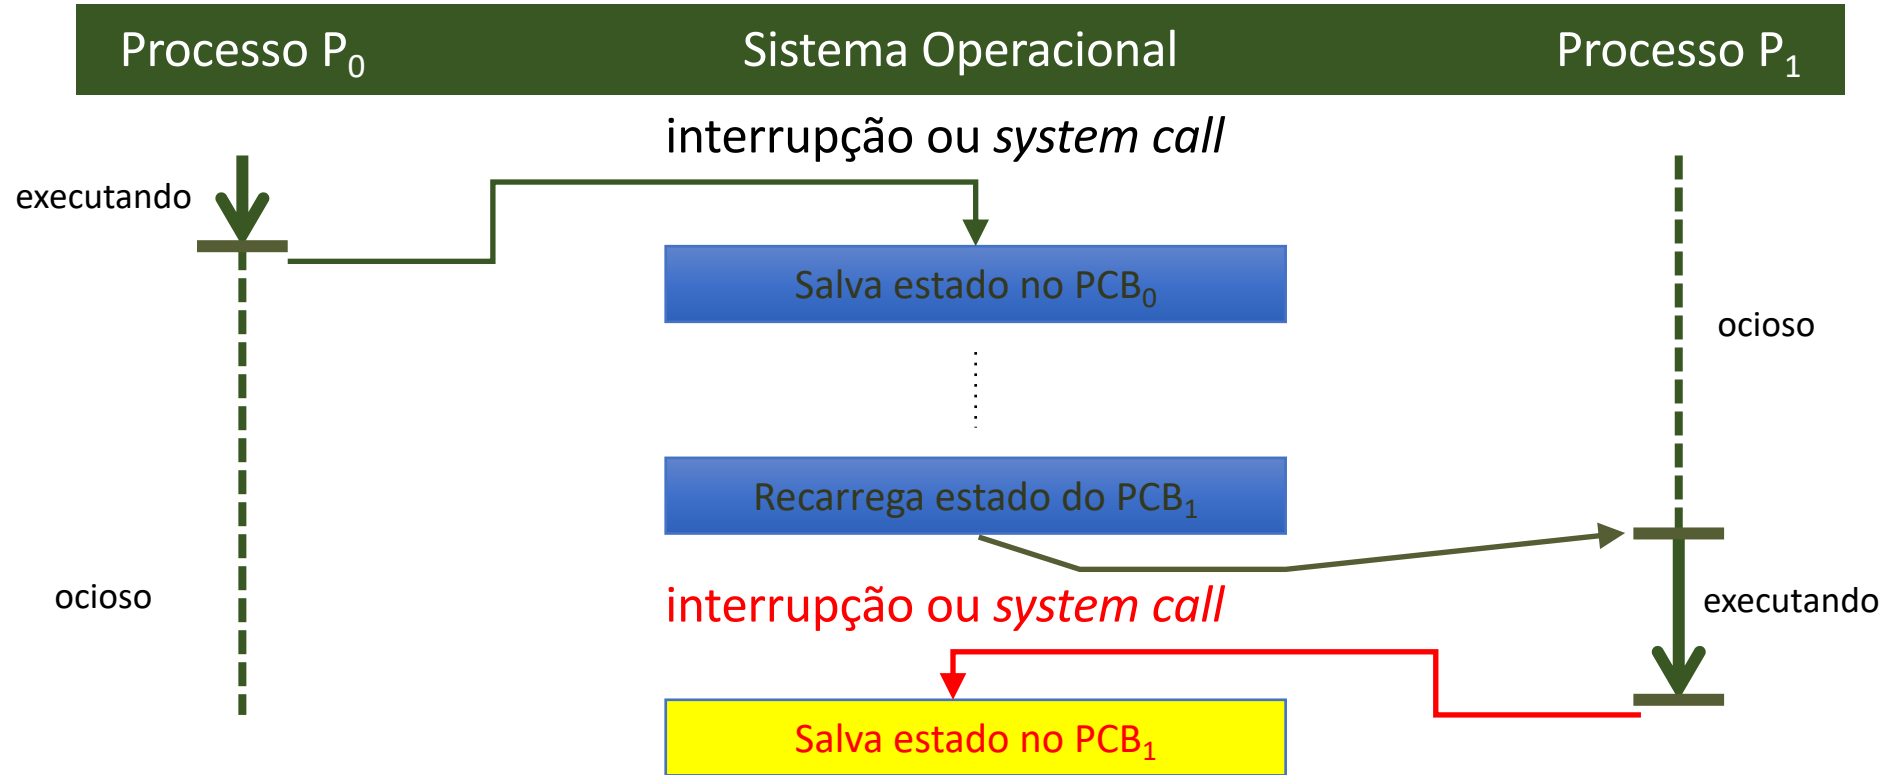 Processo P0 Sistema Operacional Processo P1
interrupção ou system call
executando
Salva estado no PCB0
ocioso
Recarrega estado do PCB1
ocioso
interrupção ou system call
executando
Salva estado no PCB1